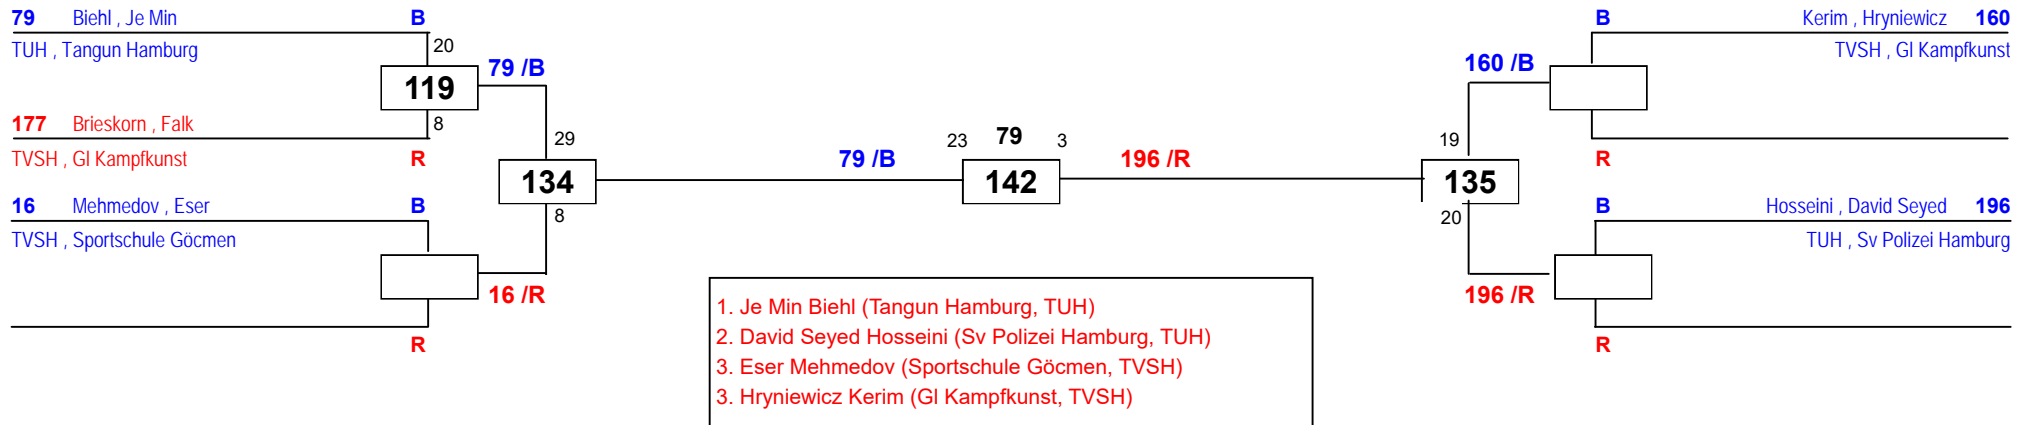 79 Biehl , Je Min B
TUH , Tangun Hamburg
20
119
79 /B
8
177 Brieskorn , Falk
TVSH , Gl Kampfkunst R
29
134
8
16 Mehmedov , Eser B
TVSH , Sportschule Göcmen
16 /R
R
79 /B
23 79 3
142
196 /R
B Kerim , Hryniewicz 160
TVSH , Gl Kampfkunst
160 /B
R
19
135
20
B Hosseini , David Seyed 196
TUH , Sv Polizei Hamburg
196 /R
R
1. Je Min Biehl (Tangun Hamburg, TUH)
2. David Seyed Hosseini (Sv Polizei Hamburg, TUH)
3. Eser Mehmedov (Sportschule Göcmen, TVSH)
3. Hryniewicz Kerim (Gl Kampfkunst, TVSH)